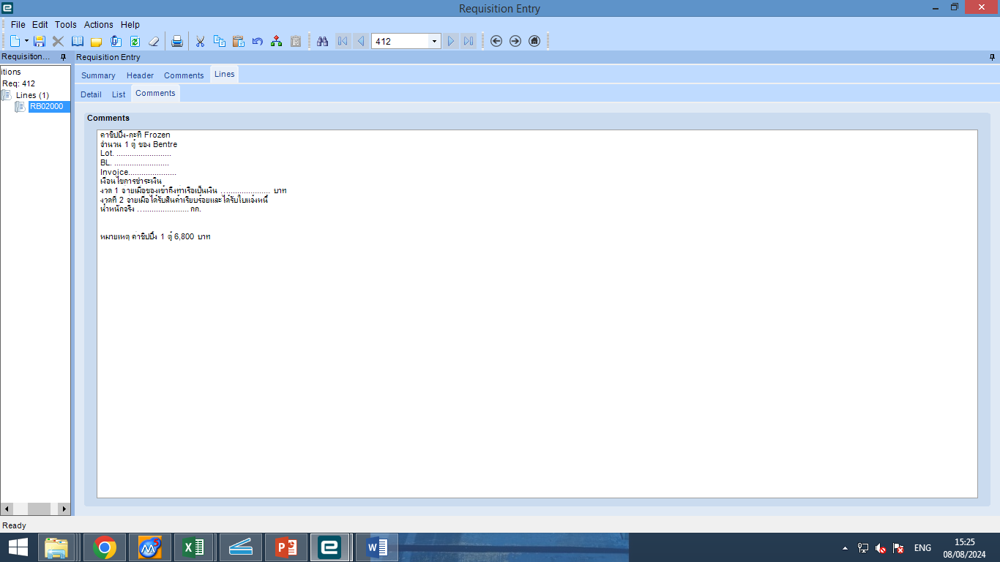 Requisition Entry
File Edit Tools Actions Help
412
Requisition...
Requisition Entry
itions
Req: 412
Lines (1)
RB02000
Summary Header Comments Lines
Detail List Comments
Comments
ค่าชิปปิ้ง-กะทิ Frozen
จำนวน 1 ตู้ ของ Bentre
Lot. .........................
BL. .........................
Invoice......................
เงื่อนไขการชำระเงิน
งวด 1 จ่ายเมื่อของเข้าถึงท่าเรือเป็นเงิน ....................... บาท
งวดที่ 2 จ่ายเมื่อได้รับสินค้าเรียบร้อยและได้รับใบแจ้งหนี้
น้ำหนักจริง ........................ กก.
หมายเหตุ ค่าชิปปิ้ง 1 ตู้ 6,800 บาท
Ready
ENG
15:25
08/08/2024